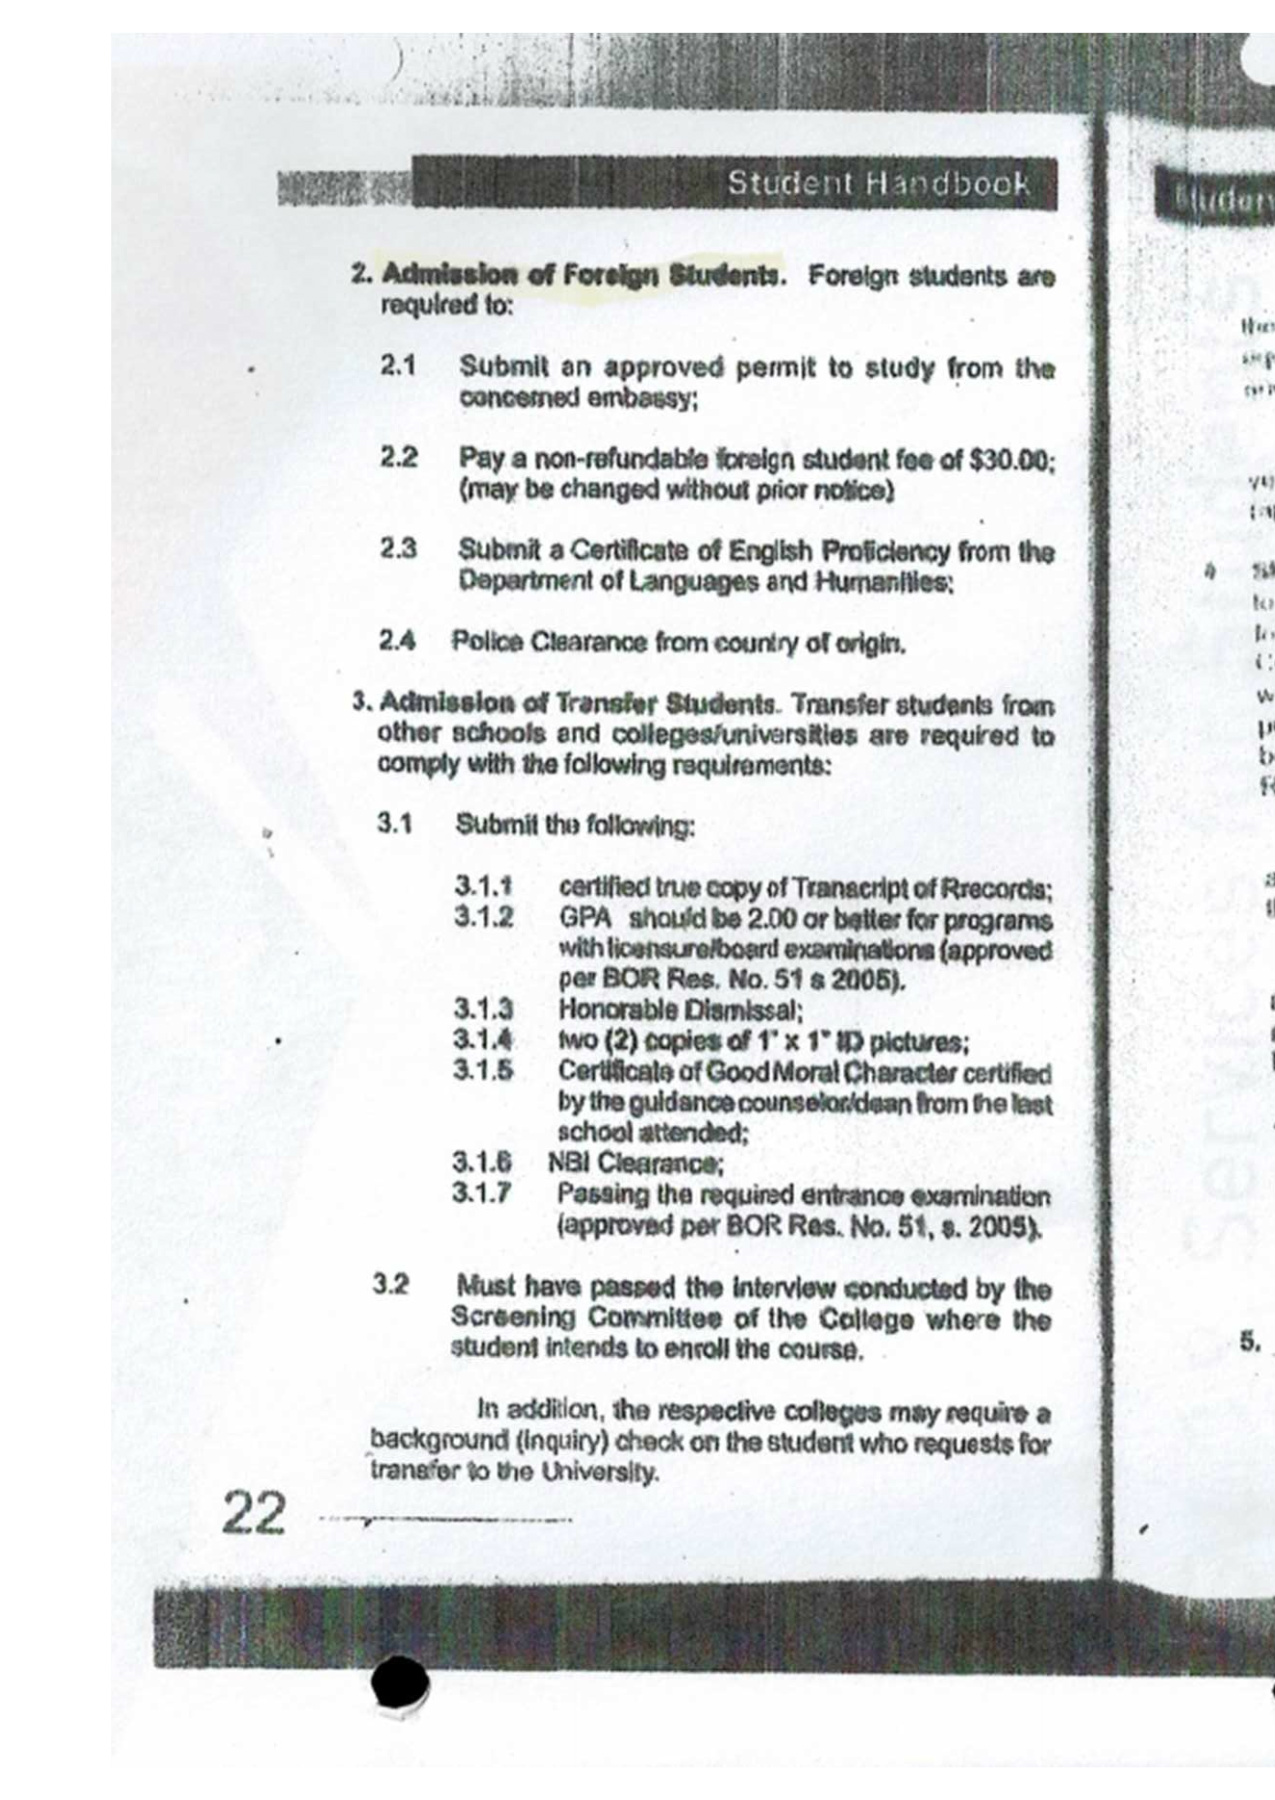 Student Handbook
2. Admission of Foreign Students. Foreign students are
required to:
2.1 Submit an approved permit to study from the
concerned embassy;
2.2 Pay a non-refundable foreign student fee of $30.00;
(may be changed without prior notice)
2.3 Submit a Certificate of English Proficiency from the
Department of Languages and Humanities;
2.4 Police Clearance from country of origin.
3. Admission of Transfer Students. Transfer students from
other schools and colleges/universities are required to
comply with the following requirements:
3.1 Submit the following:
3.1.1 certified true copy of Transcript of Rrecords;
3.1.2 GPA should be 2.00 or better for programs
with licensure/board examinations (approved
per BOR Res. No. 51 s 2005).
3.1.3 Honorable Dismissal;
3.1.4 two (2) copies of 1" x 1" ID pictures;
3.1.5 Certificate of Good Moral Character certified
by the guidance counselor/dean from the last
school attended;
3.1.6 NBI Clearance;
3.1.7 Passing the required entrance examination
(approved per BOR Res. No. 51, s. 2005).
3.2 Must have passed the interview conducted by the
Screening Committee of the College where the
student intends to enroll the course.
In addition, the respective colleges may require a
background (inquiry) check on the student who requests for
transfer to the University.
22
5.